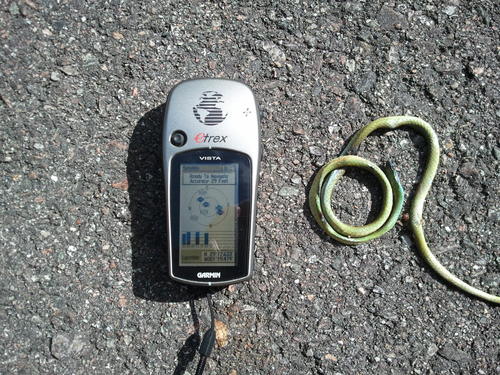 etrex
VISTA
Ready To Navigate
Accuracy: 29 Feet
GARMIN